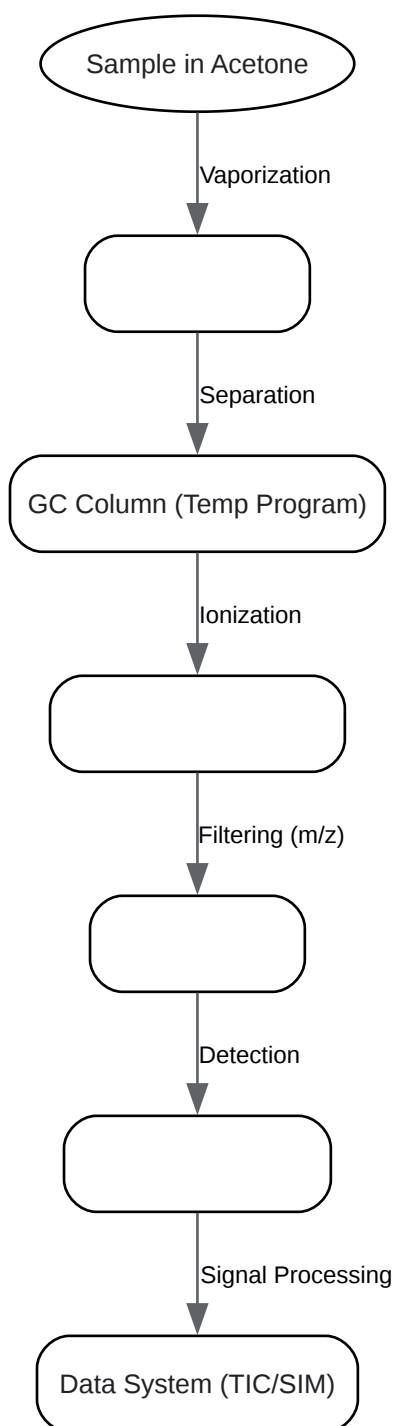 Sample in Acetone
Vaporization
Separation
GC Column (Temp Program)
Ionization
Filtering (m/z)
Detection
Signal Processing
Data System (TIC/SIM)